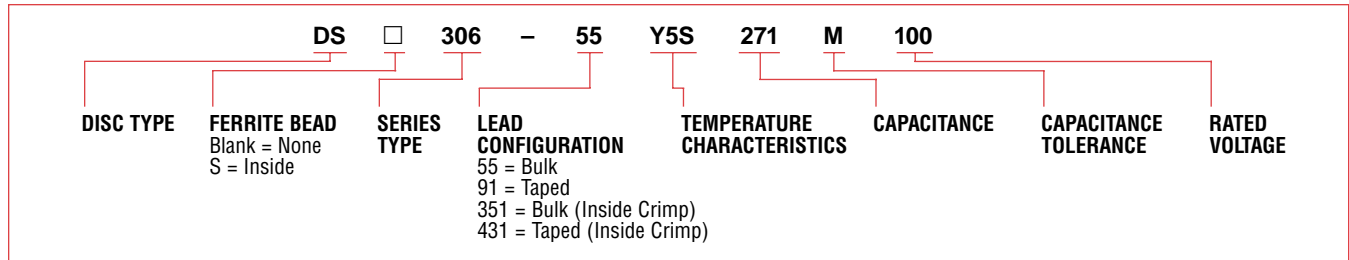 DS □ 306 – 55 Y5S 271 M 100
DISC TYPE
FERRITE BEAD
Blank = None
S = Inside
SERIES
TYPE
LEAD
CONFIGURATION
55 = Bulk
91 = Taped
351 = Bulk (Inside Crimp)
431 = Taped (Inside Crimp)
TEMPERATURE
CHARACTERISTICS
CAPACITANCE
CAPACITANCE
TOLERANCE
RATED
VOLTAGE